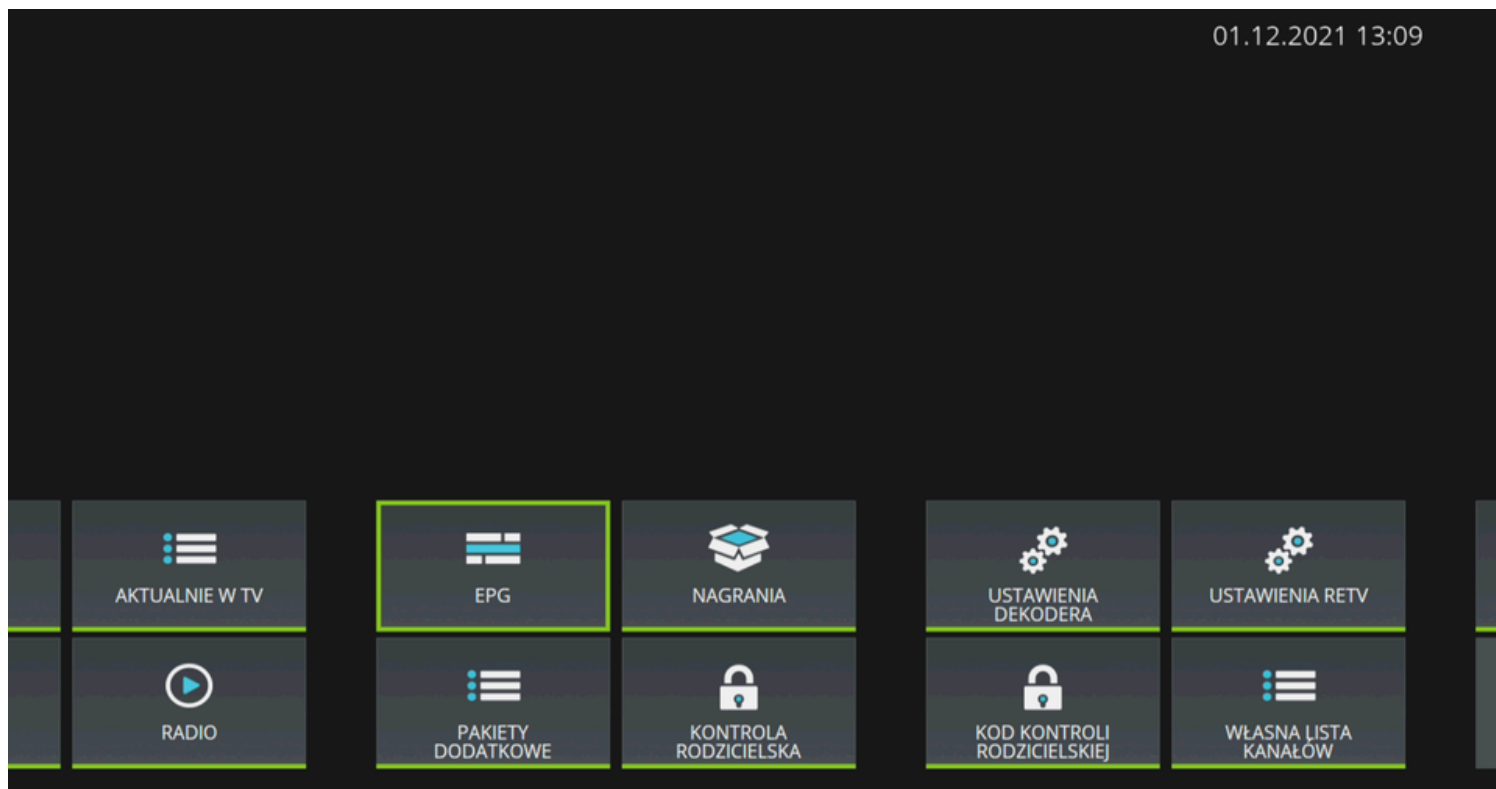 01.12.2021 13:09
AKTUALNIE W TV
EPG
NAGRANIA
USTAWIENIA
DEKODERA
USTAWIENIA RETV
RADIO
PAKIETY
DODATKOWE
KONTROLA
RODZICIELSKA
KOD KONTROLI
RODZICIELSKIEJ
WŁASNA LISTA
KANAŁÓW